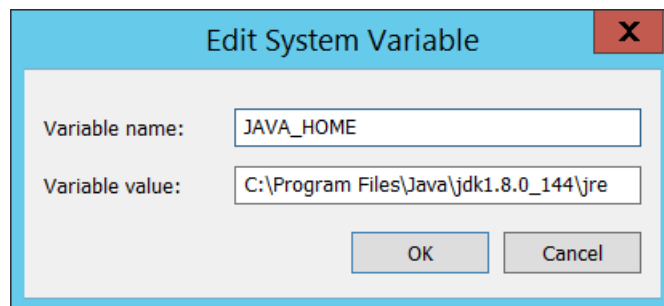 Edit System Variable X
Variable name: JAVA_HOME
Variable value: C:\Program Files\Java\jdk1.8.0_144\jre
OK Cancel